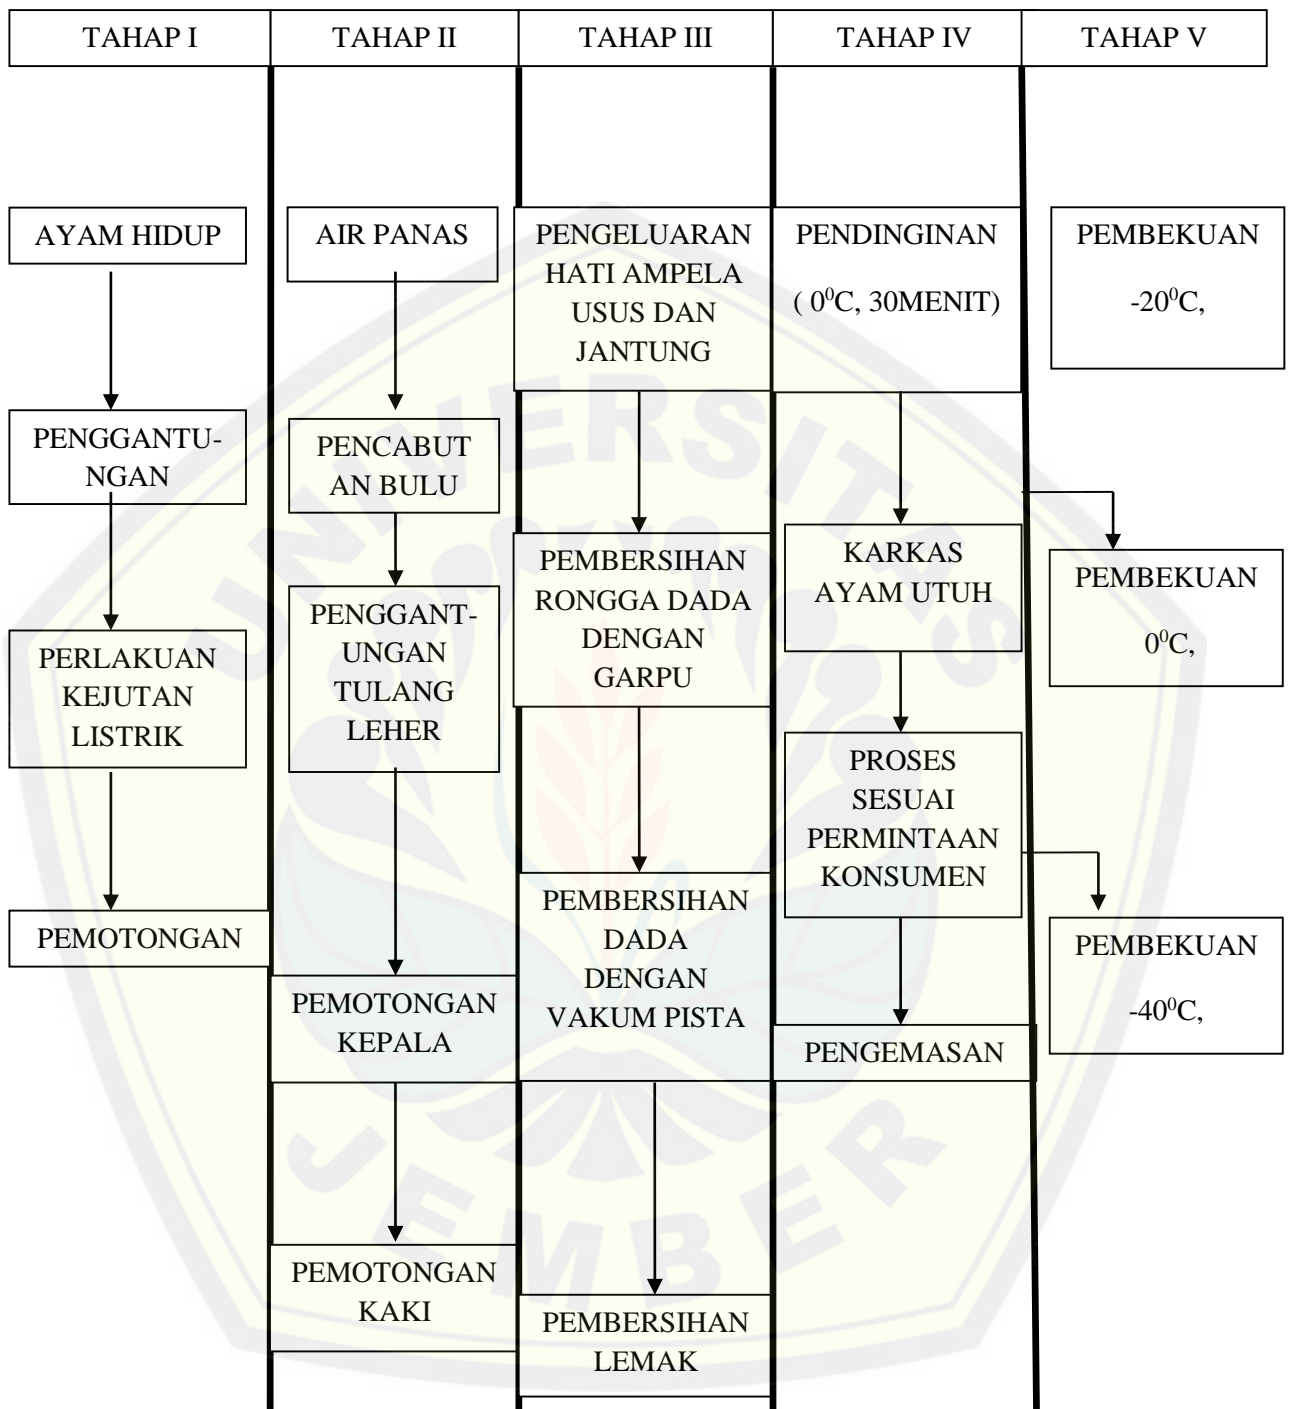 TAHAP I
TAHAP II
TAHAP III
TAHAP IV
TAHAP V
AYAM HIDUP
PENGGANTU-
NGAN
PERLAKUAN
KEJUTAN
LISTRIK
PEMOTONGAN
AIR PANAS
PENCABUT
AN BULU
PENGGANT-
UNGAN
TULANG
LEHER
PEMOTONGAN
KEPALA
PEMOTONGAN
KAKI
PENGELUARAN
HATI AMPELA
USUS DAN
JANTUNG
PEMBERSIHAN
RONGGA DADA
DENGAN
GARPU
PEMBERSIHAN
DADA
DENGAN
VAKUM PISTA
PEMBERSIHAN
LEMAK
PENDINGINAN
( 0⁰C, 30MENIT)
KARKAS
AYAM UTUH
PROSES
SESUAI
PERMINTAAN
KONSUMEN
PENGEMASAN
PEMBEKUAN
-20⁰C,
PEMBEKUAN
0⁰C,
PEMBEKUAN
-40⁰C,
UNIVERSITAS
JEMBER